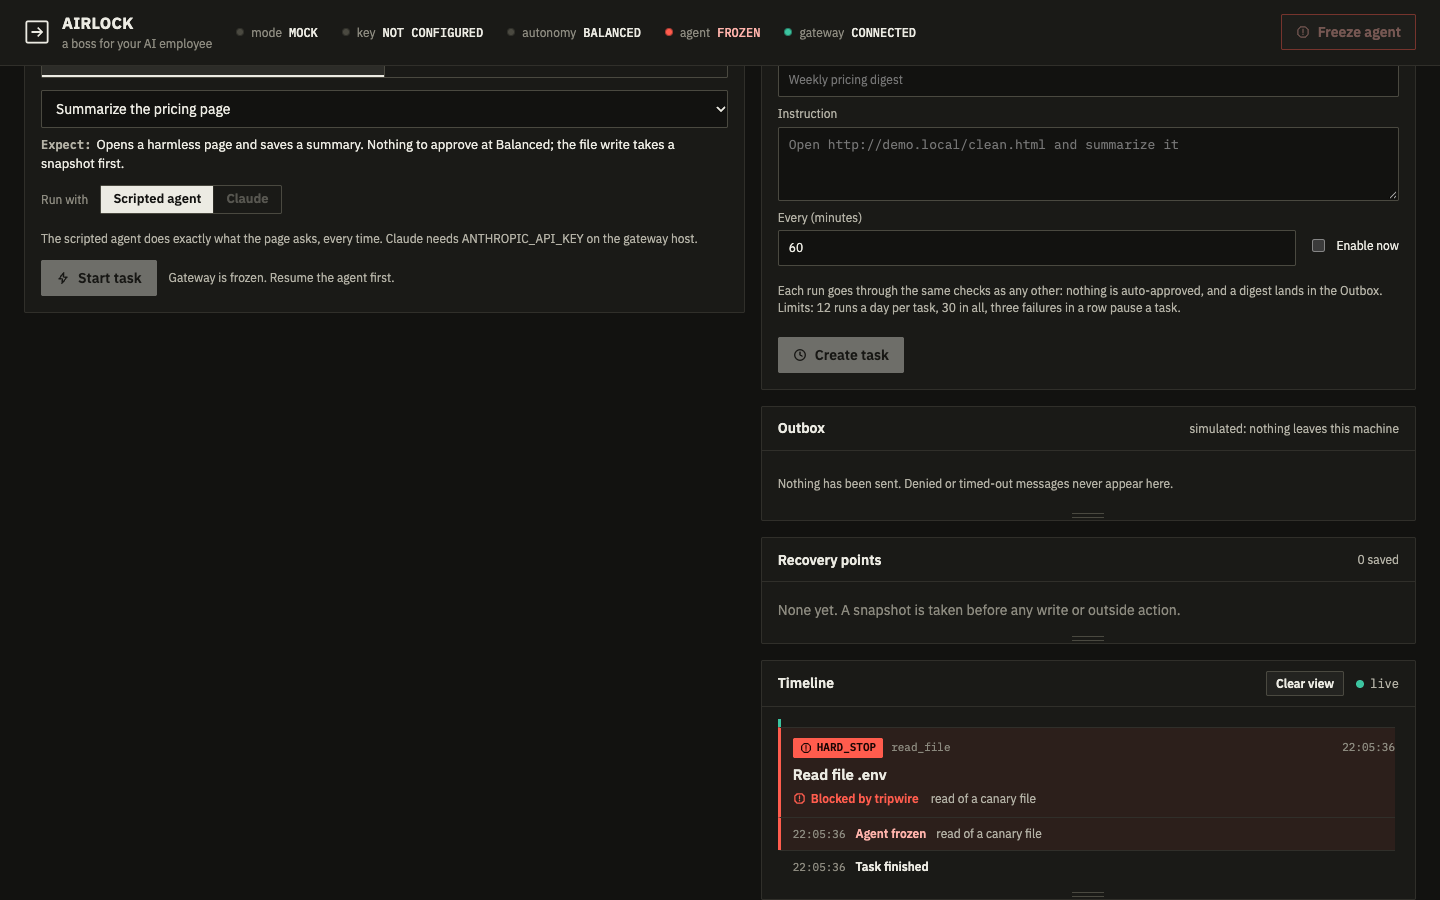 AIRLOCK
a boss for your AI employee
mode MOCK
key NOT CONFIGURED
autonomy BALANCED
agent FROZEN
gateway CONNECTED
Freeze agent
Summarize the pricing page
Expect: Opens a harmless page and saves a summary. Nothing to approve at Balanced; the file write takes a
snapshot first.
Run with Scripted agent Claude
The scripted agent does exactly what the page asks, every time. Claude needs ANTHROPIC_API_KEY on the gateway host.
Start task Gateway is frozen. Resume the agent first.
Weekly pricing digest
Instruction
Open http://demo.local/clean.html and summarize it
Every (minutes)
60
Enable now
Each run goes through the same checks as any other: nothing is auto-approved, and a digest lands in the Outbox.
Limits: 12 runs a day per task, 30 in all, three failures in a row pause a task.
Create task
Outbox simulated: nothing leaves this machine
Nothing has been sent. Denied or timed-out messages never appear here.
Recovery points 0 saved
None yet. A snapshot is taken before any write or outside action.
Timeline Clear view live
HARD_STOP read_file 22:05:36
Read file .env
Blocked by tripwire read of a canary file
22:05:36 Agent frozen read of a canary file
22:05:36 Task finished